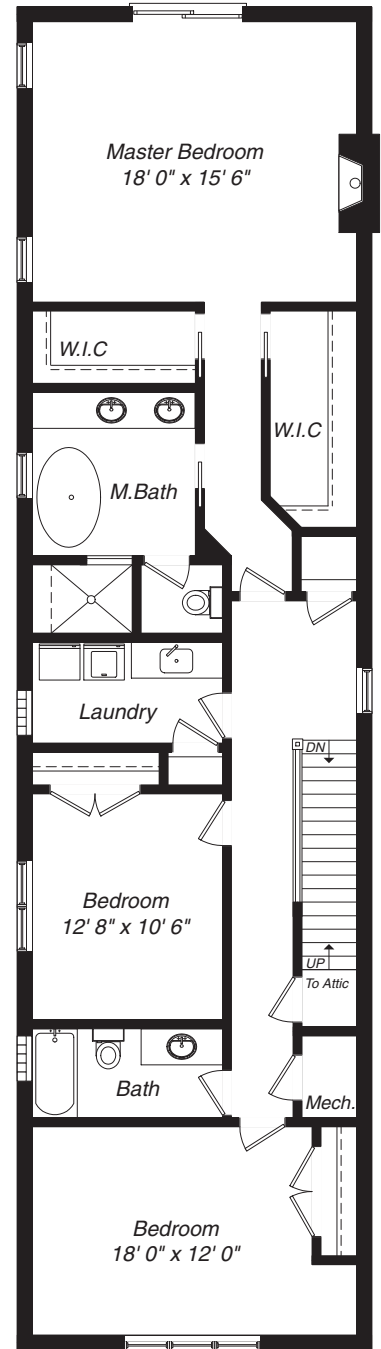 Master Bedroom
18' 0" x 15' 6"
W.I.C
W.I.C
M.Bath
Laundry
DN
Bedroom
12' 8" x 10' 6"
UP
To Attic
Bath
Mech.
Bedroom
18' 0" x 12' 0"